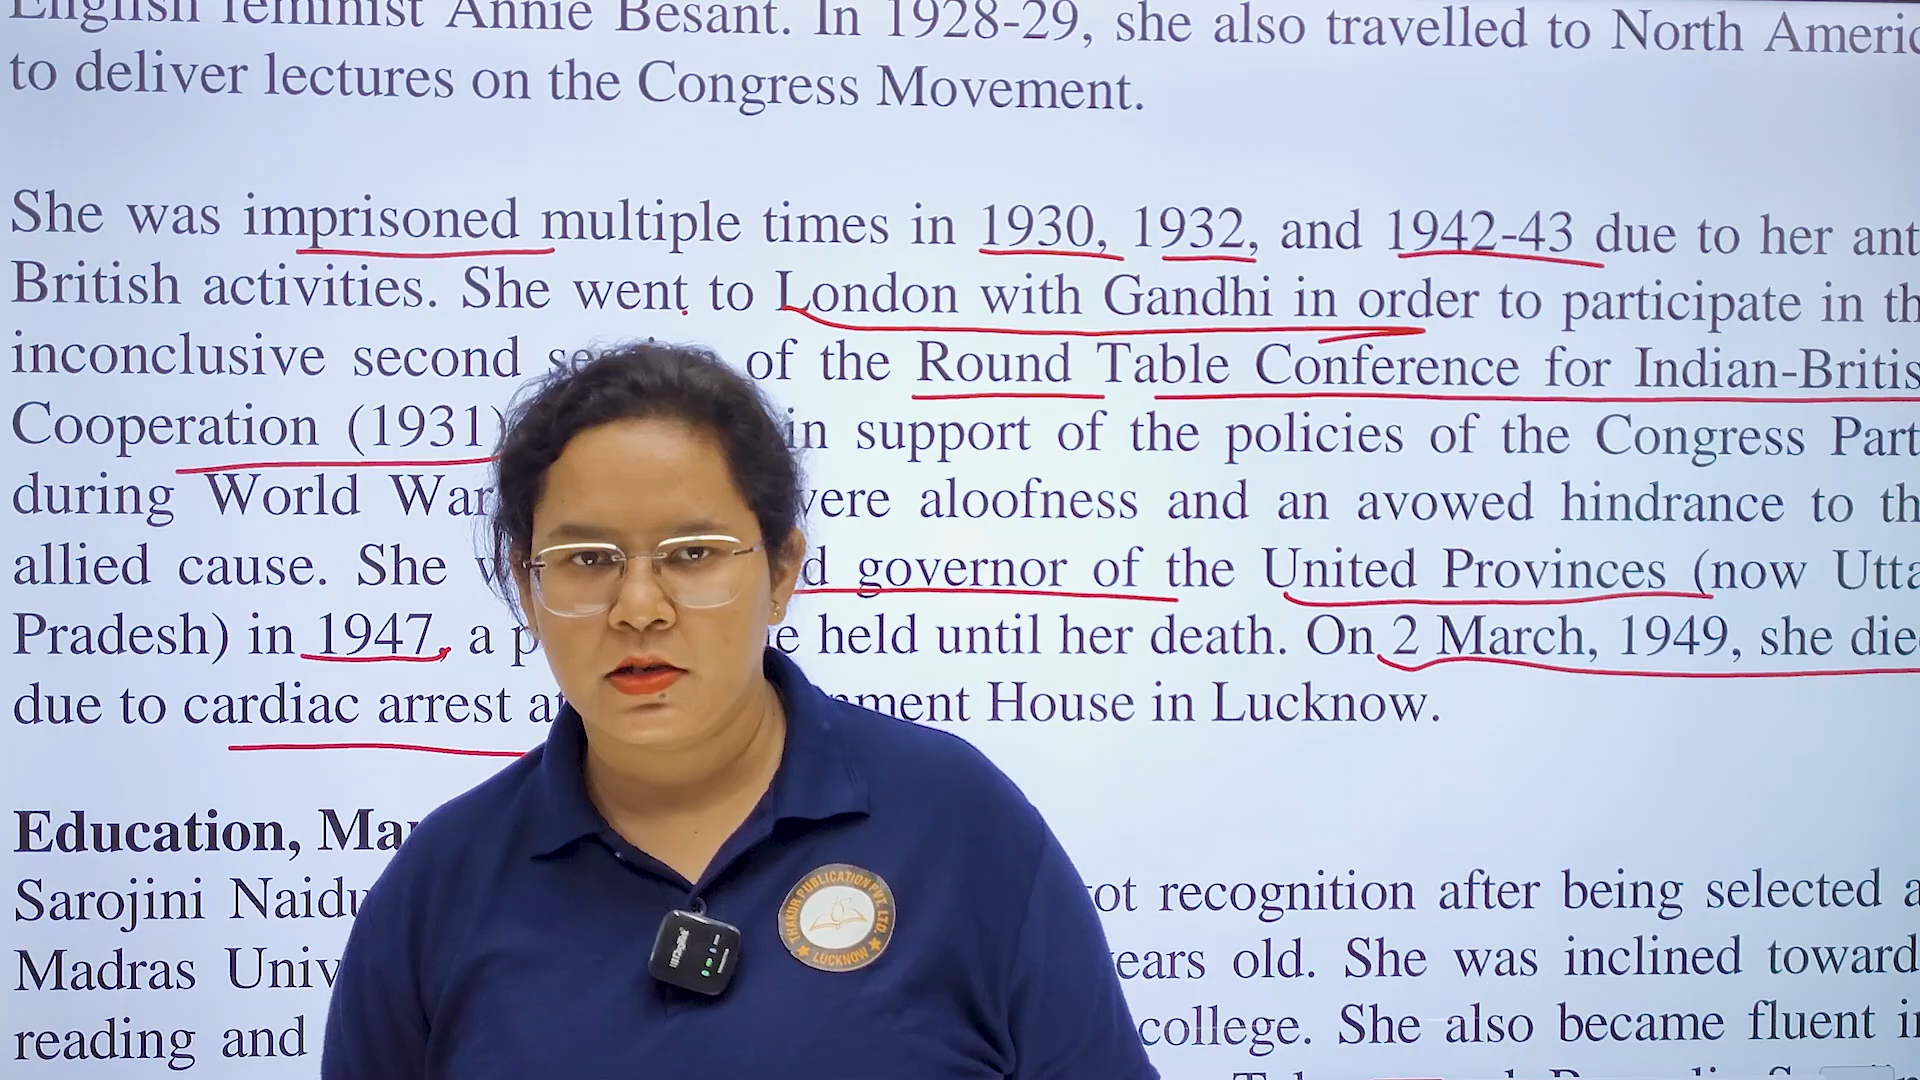 English feminist Annie Besant. In 1928-29, she also travelled to North Americ
to deliver lectures on the Congress Movement.
She was imprisoned multiple times in 1930, 1932, and 1942-43 due to her ant
British activities. She went to London with Gandhi in order to participate in th
inconclusive second of the Round Table Conference for Indian-Britis
Cooperation (1931) in support of the policies of the Congress Part
during World War vere aloofness and an avowed hindrance to th
allied cause. She d governor of the United Provinces (now Utta
Pradesh) in 1947, a p e held until her death. On 2 March, 1949, she die
due to cardiac arrest a nment House in Lucknow.
Education, Ma
Sarojini Naidu ot recognition after being selected a
Madras Univ ears old. She was inclined toward
reading and college. She also became fluent i
THAKUR PUBLICATION PVT. LTD.
LUCKNOW